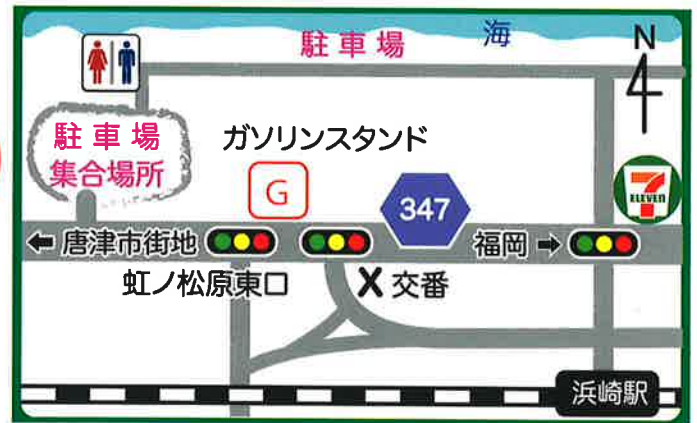 海
駐車場
N
駐車場
集合場所
ガソリンスタンド
G
347
7
ELEVEN
← 唐津市街地
福岡 →
虹ノ松原東口
X 交番
浜崎駅